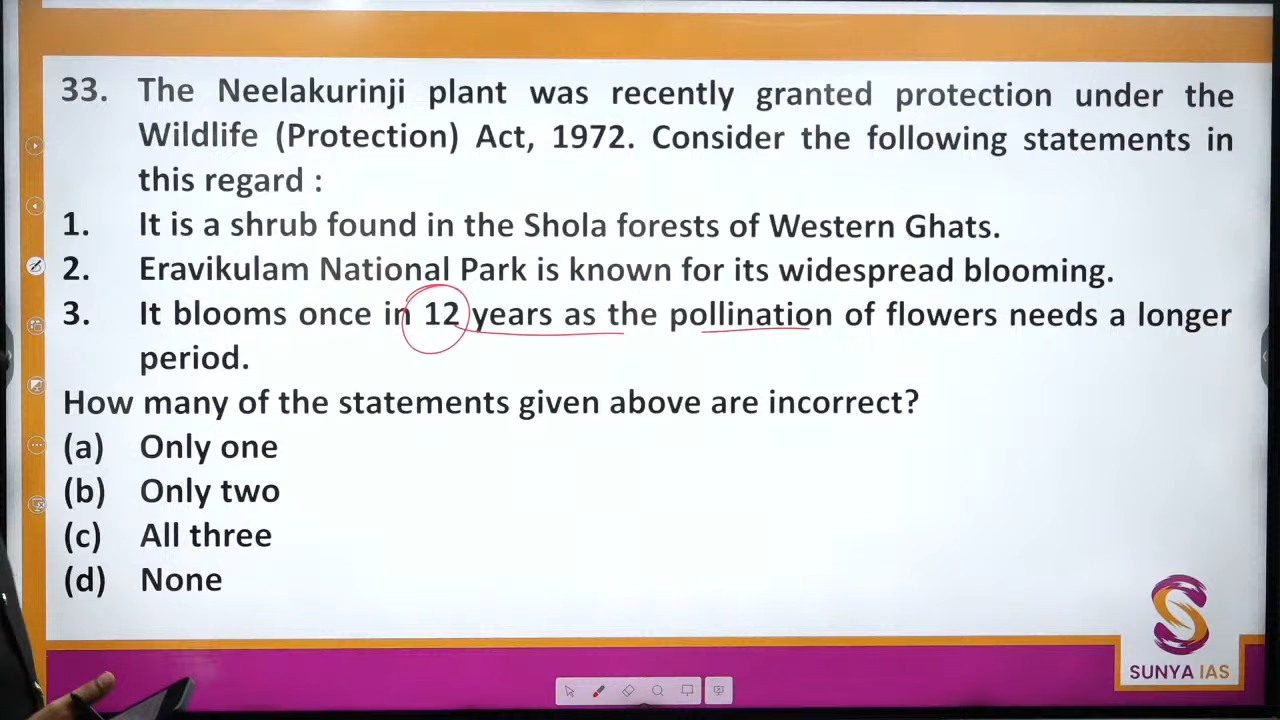 33. The Neelakurinji plant was recently granted protection under the
Wildlife (Protection) Act, 1972. Consider the following statements in
this regard :
1. It is a shrub found in the Shola forests of Western Ghats.
2. Eravikulam National Park is known for its widespread blooming.
3. It blooms once in 12 years as the pollination of flowers needs a longer
period.
How many of the statements given above are incorrect?
(a) Only one
(b) Only two
(c) All three
(d) None
SUNYA IAS